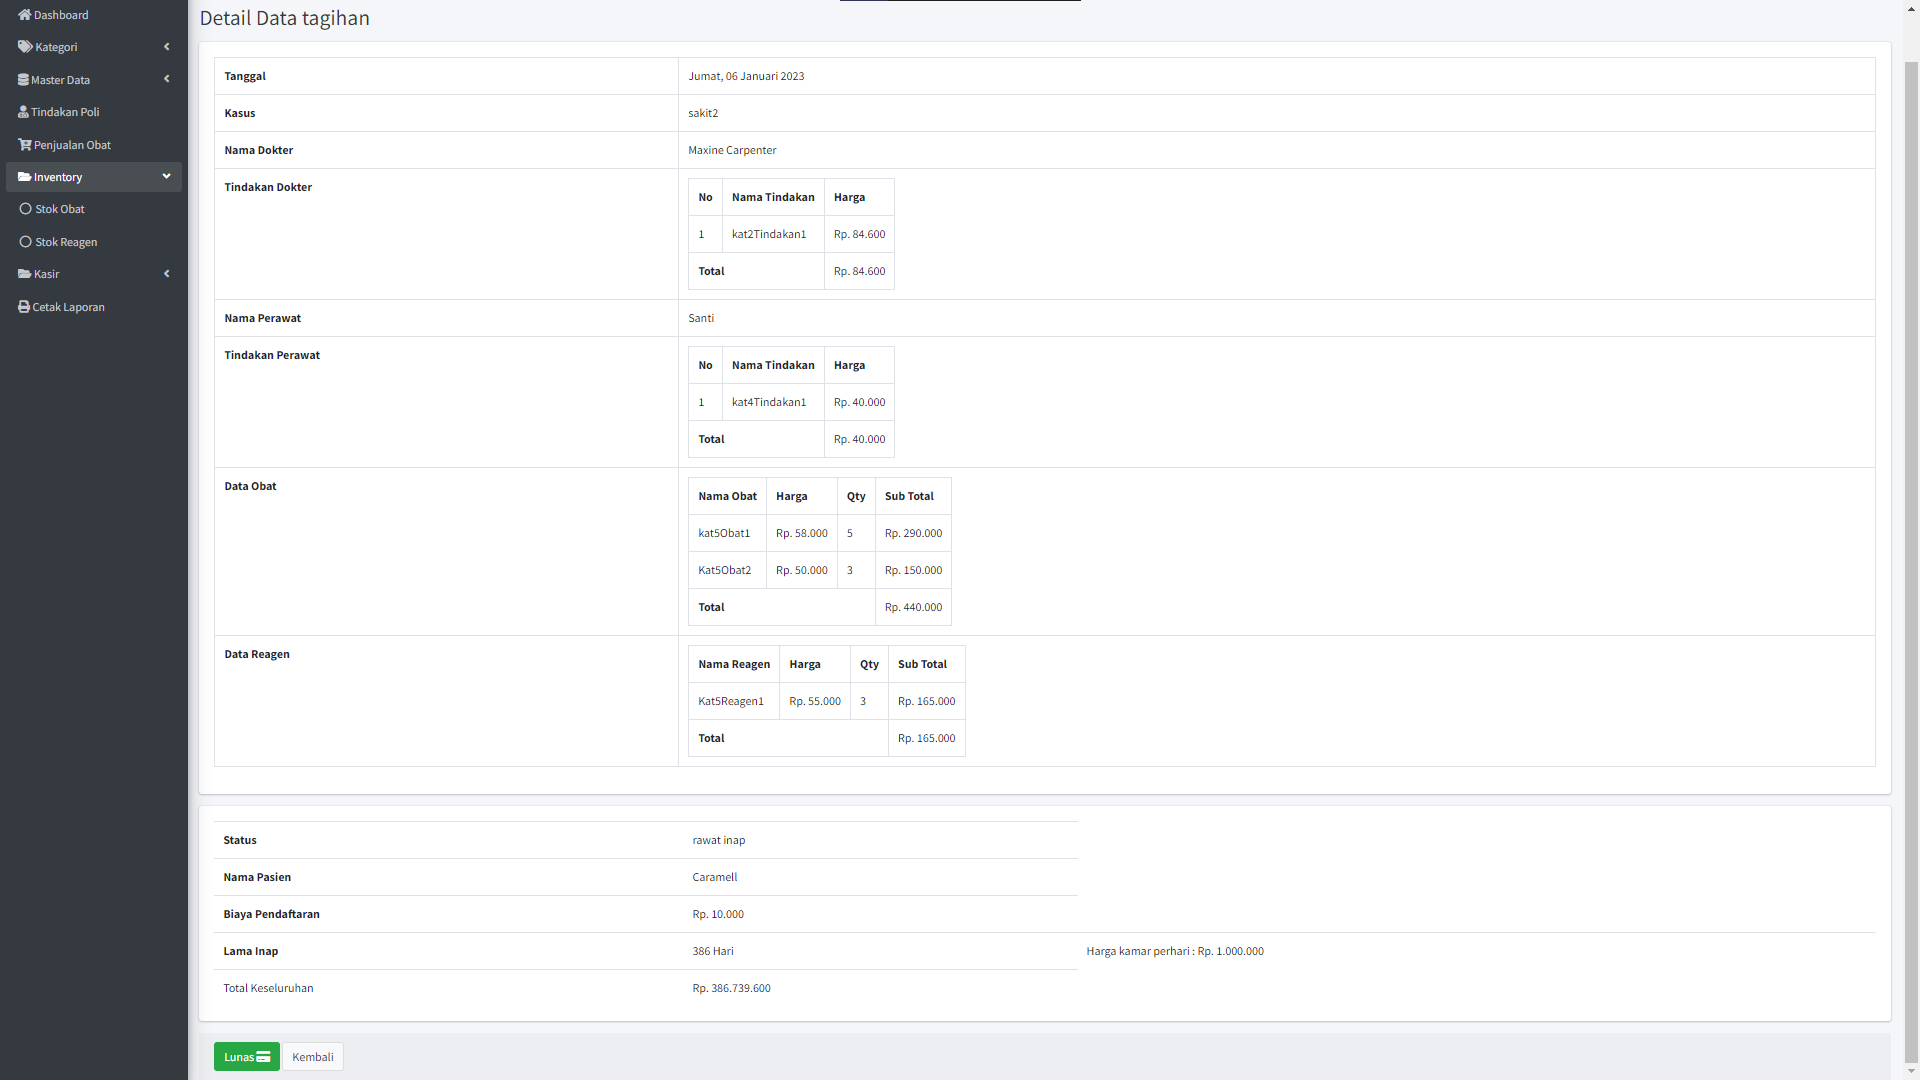 Dashboard
Kategori
Master Data
Tindakan Poli
Penjualan Obat
Inventory
Stok Obat
Stok Reagen
Kasir
Cetak Laporan
Detail Data tagihan
Tanggal Jumat, 06 Januari 2023
Kasus sakit2
Nama Dokter Maxine Carpenter
Tindakan Dokter
No Nama Tindakan Harga
1 kat2Tindakan1 Rp. 84.600
Total Rp. 84.600
Nama Perawat Santi
Tindakan Perawat
No Nama Tindakan Harga
1 kat4Tindakan1 Rp. 40.000
Total Rp. 40.000
Data Obat
Nama Obat Harga Qty Sub Total
kat5Obat1 Rp. 58.000 5 Rp. 290.000
Kat5Obat2 Rp. 50.000 3 Rp. 150.000
Total Rp. 440.000
Data Reagen
Nama Reagen Harga Qty Sub Total
Kat5Reagen1 Rp. 55.000 3 Rp. 165.000
Total Rp. 165.000
Status rawat inap
Nama Pasien Caramell
Biaya Pendaftaran Rp. 10.000
Lama Inap 386 Hari Harga kamar perhari : Rp. 1.000.000
Total Keseluruhan Rp. 386.739.600
Lunas Kembali